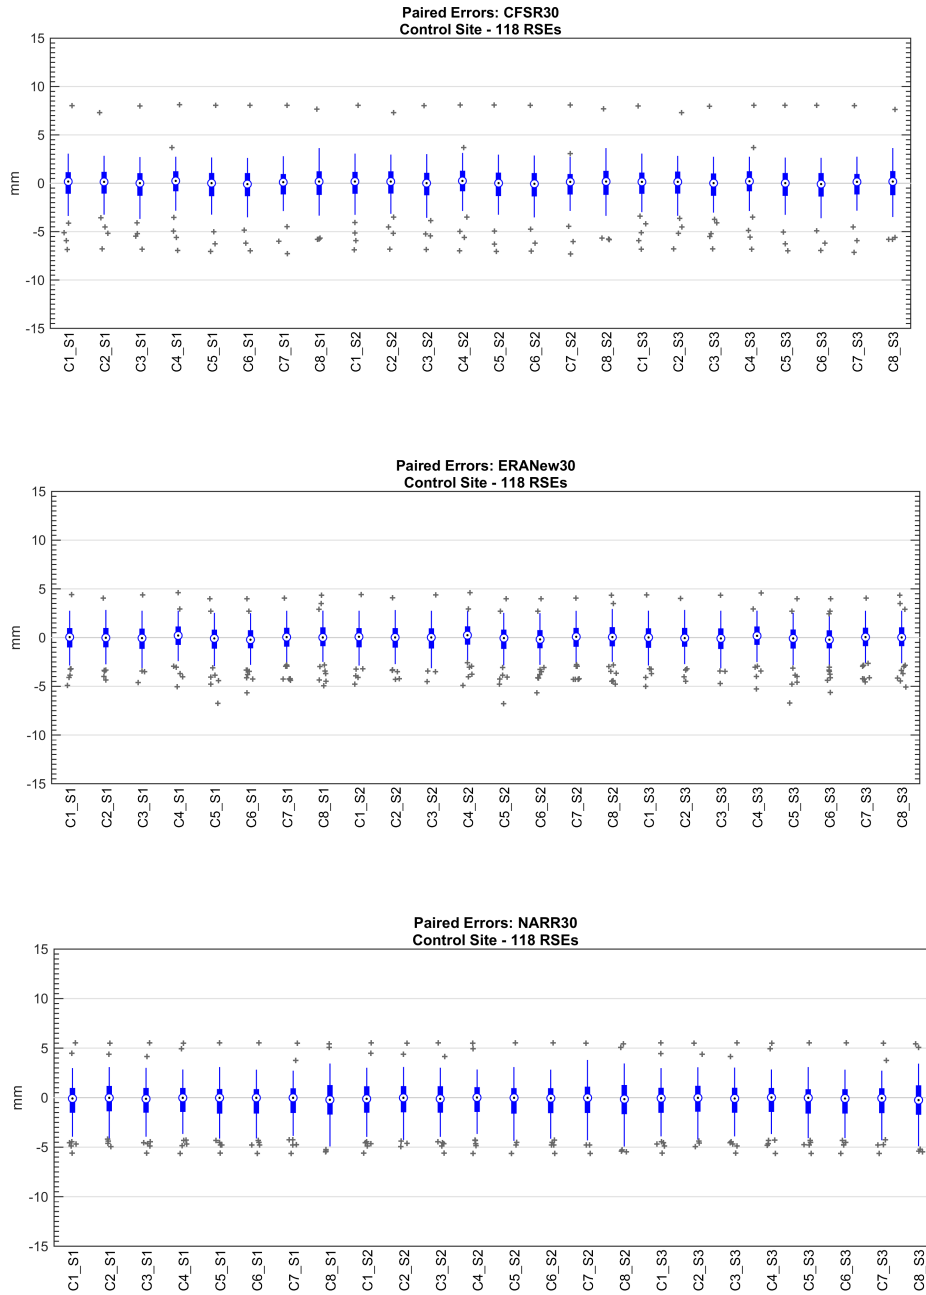 Paired Errors: CFSR30
Control Site - 118 RSEs
15
10
5
0
-5
-10
-15
mm
C1_S1 C2_S1 C3_S1 C4_S1 C5_S1 C6_S1 C7_S1 C8_S1 C1_S2 C2_S2 C3_S2 C4_S2 C5_S2 C6_S2 C7_S2 C8_S2 C1_S3 C2_S3 C3_S3 C4_S3 C5_S3 C6_S3 C7_S3 C8_S3
Paired Errors: ERANew30
Control Site - 118 RSEs
15
10
5
0
-5
-10
-15
mm
C1_S1 C2_S1 C3_S1 C4_S1 C5_S1 C6_S1 C7_S1 C8_S1 C1_S2 C2_S2 C3_S2 C4_S2 C5_S2 C6_S2 C7_S2 C8_S2 C1_S3 C2_S3 C3_S3 C4_S3 C5_S3 C6_S3 C7_S3 C8_S3
Paired Errors: NARR30
Control Site - 118 RSEs
15
10
5
0
-5
-10
-15
mm
C1_S1 C2_S1 C3_S1 C4_S1 C5_S1 C6_S1 C7_S1 C8_S1 C1_S2 C2_S2 C3_S2 C4_S2 C5_S2 C6_S2 C7_S2 C8_S2 C1_S3 C2_S3 C3_S3 C4_S3 C5_S3 C6_S3 C7_S3 C8_S3